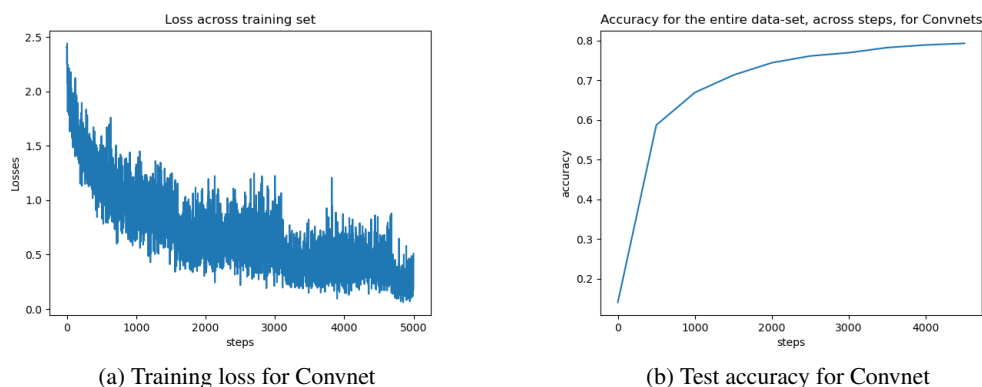 Loss across training set
2.5
2.0
1.5
1.0
0.5
0.0
Losses
0 1000 2000 3000 4000 5000
steps
(a) Training loss for Convnet
Accuracy for the entire data-set, across steps, for Convnets
0.8
0.7
0.6
0.5
0.4
0.3
0.2
accuracy
0 1000 2000 3000 4000
steps
(b) Test accuracy for Convnet